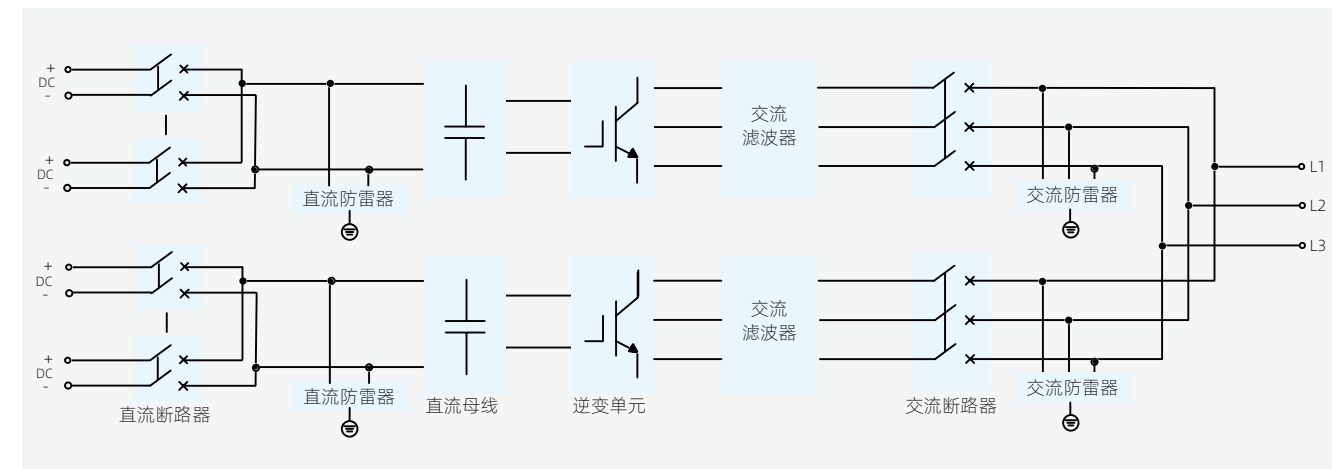 +
DC
-
+
DC
-
直流防雷器
交流
滤波器
交流防雷器
L1
L2
L3
+
DC
-
+
DC
-
直流断路器
直流防雷器
直流母线
逆变单元
交流
滤波器
交流断路器
交流防雷器